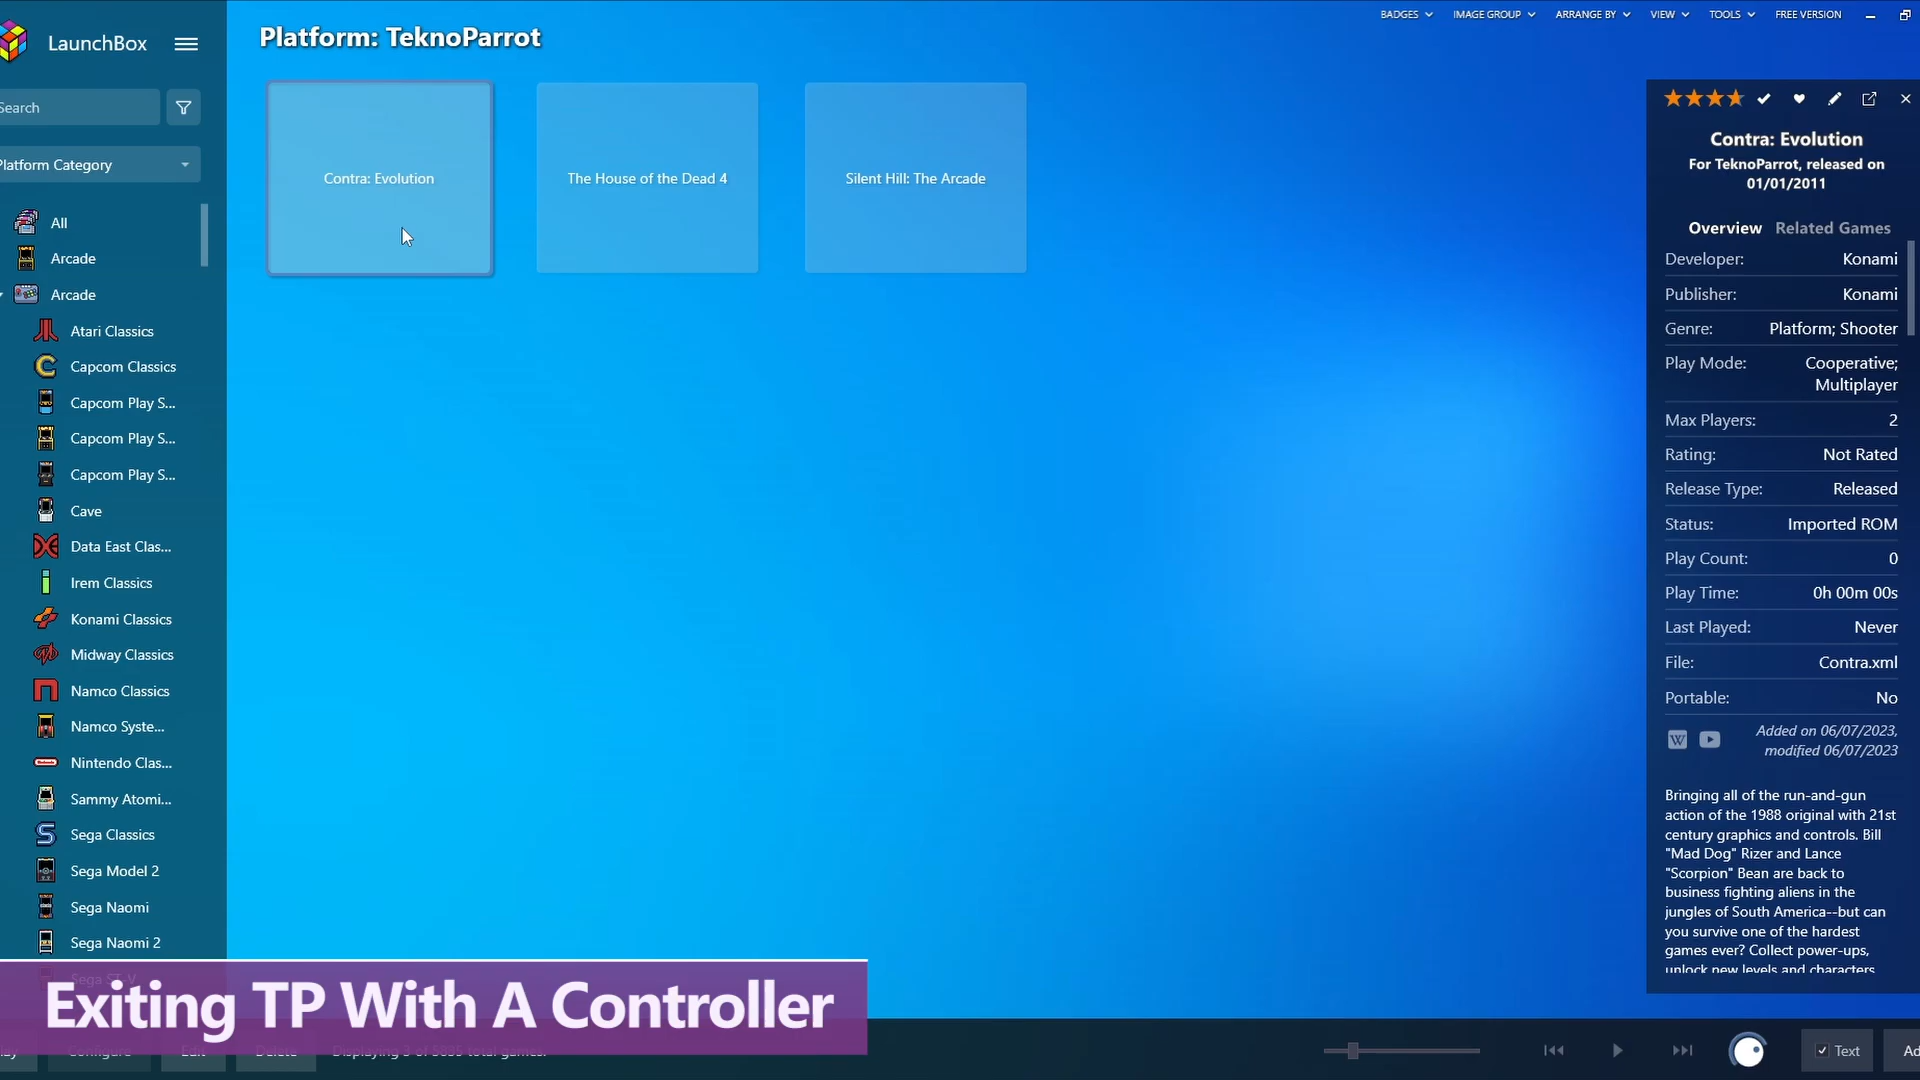 LaunchBox
Platform: TeknoParrot
BADGES
IMAGE GROUP
ARRANGE BY
VIEW
TOOLS
FREE VERSION
Search
Platform Category
All
Arcade
Arcade
Atari Classics
Capcom Classics
Capcom Play S...
Capcom Play S...
Capcom Play S...
Cave
Data East Clas...
Irem Classics
Konami Classics
Midway Classics
Namco Classics
Namco Syste...
Nintendo Clas...
Sammy Atomi...
Sega Classics
Sega Model 2
Sega Naomi
Sega Naomi 2
Sega ST-V
Contra: Evolution
The House of the Dead 4
Silent Hill: The Arcade
Contra: Evolution
For TeknoParrot, released on
01/01/2011
Overview Related Games
Developer: Konami
Publisher: Konami
Genre: Platform; Shooter
Play Mode: Cooperative;
Multiplayer
Max Players: 2
Rating: Not Rated
Release Type: Released
Status: Imported ROM
Play Count: 0
Play Time: 0h 00m 00s
Last Played: Never
File: Contra.xml
Portable: No
Added on 06/07/2023,
modified 06/07/2023
Bringing all of the run-and-gun
action of the 1988 original with 21st
century graphics and controls. Bill
"Mad Dog" Rizer and Lance
"Scorpion" Bean are back to
business fighting aliens in the
jungles of South America--but can
you survive one of the hardest
games ever? Collect power-ups,
unlock new levels and characters
Exiting TP With A Controller
Configure
Edit
Delete
Text